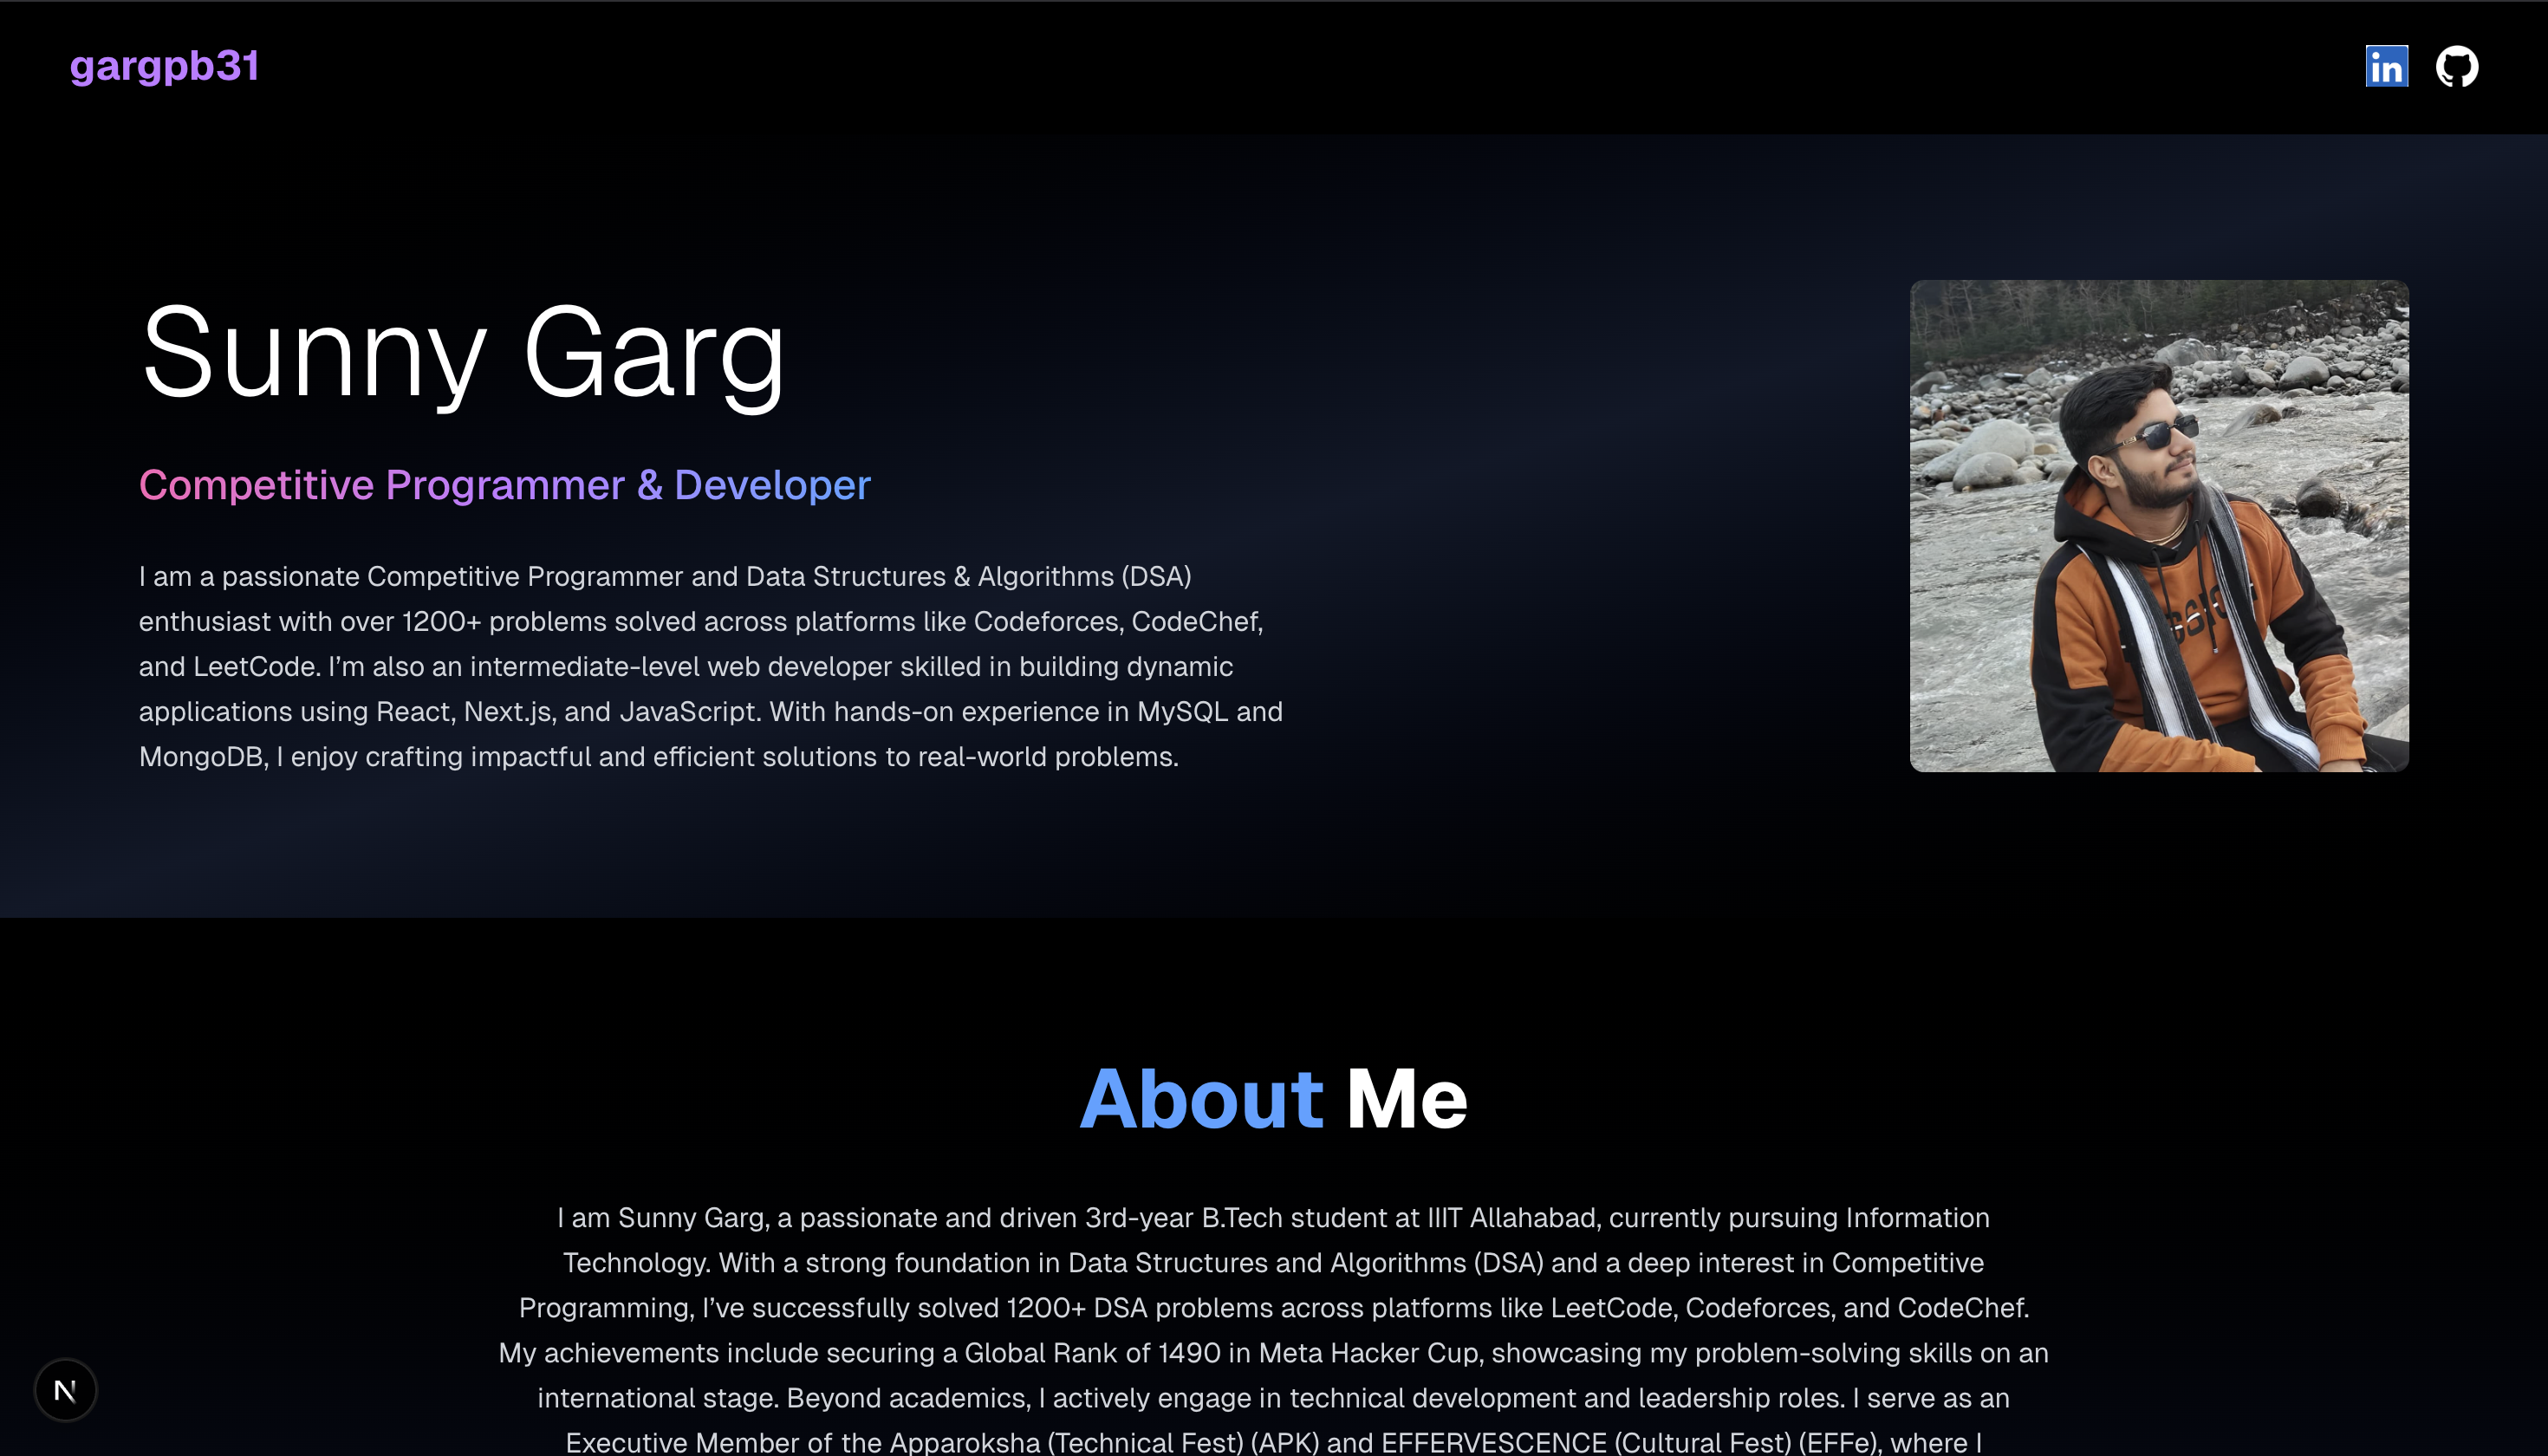 gargpb31
in
Sunny Garg
Competitive Programmer & Developer
I am a passionate Competitive Programmer and Data Structures & Algorithms (DSA)
enthusiast with over 1200+ problems solved across platforms like Codeforces, CodeChef,
and LeetCode. I’m also an intermediate-level web developer skilled in building dynamic
applications using React, Next.js, and JavaScript. With hands-on experience in MySQL and
MongoDB, I enjoy crafting impactful and efficient solutions to real-world problems.
About Me
I am Sunny Garg, a passionate and driven 3rd-year B.Tech student at IIIT Allahabad, currently pursuing Information
Technology. With a strong foundation in Data Structures and Algorithms (DSA) and a deep interest in Competitive
Programming, I’ve successfully solved 1200+ DSA problems across platforms like LeetCode, Codeforces, and CodeChef.
My achievements include securing a Global Rank of 1490 in Meta Hacker Cup, showcasing my problem-solving skills on an
international stage. Beyond academics, I actively engage in technical development and leadership roles. I serve as an
Executive Member of the Apparoksha (Technical Fest) (APK) and EFFERVESCENCE (Cultural Fest) (EFFe), where I
N